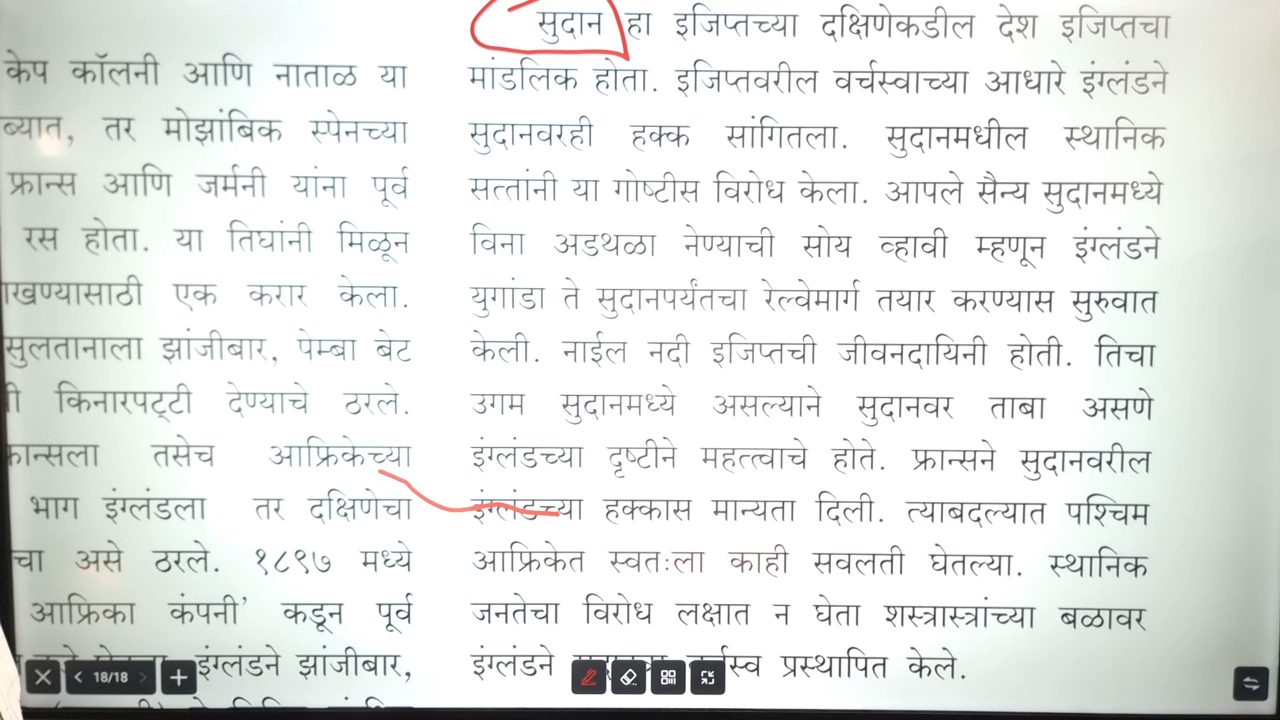 केप कॉलनी आणि नाताळ या
तर मोझांबिक स्पेनच्या
फ्रान्स आणि जर्मनी यांना पूर्व
रस होता. या तिघांनी मिळून
एक करार केला.
सुलतानाला झांजीबार, पेम्बा बेट
किनारपट्टी देण्याचे ठरले.
तसेच आफ्रिकेच्या
भाग इंग्लंडला तर दक्षिणेचा
असे ठरले. १८९७ मध्ये
आफ्रिका कंपनी' कडून पूर्व
इंग्लंडने झांजीबार,
सुदान हा इजिप्तच्या दक्षिणेकडील देश इजिप्तचा
मांडलिक होता. इजिप्तवरील वर्चस्वाच्या आधारे इंग्लंडने
सुदानवरही हक्क सांगितला. सुदानमधील स्थानिक
सत्तांनी या गोष्टीस विरोध केला. आपले सैन्य सुदानमध्ये
विना अडथळा नेण्याची सोय व्हावी म्हणून इंग्लंडने
युगांडा ते सुदानपर्यंतचा रेल्वेमार्ग तयार करण्यास सुरुवात
केली. नाईल नदी इजिप्तची जीवनदायिनी होती. तिचा
उगम सुदानमध्ये असल्याने सुदानवर ताबा असणे
इंग्लंडच्या दृष्टीने महत्त्वाचे होते. फ्रान्सने सुदानवरील
इंग्लंडच्या हक्कास मान्यता दिली. त्याबदल्यात पश्चिम
आफ्रिकेत स्वतःला काही सवलती घेतल्या. स्थानिक
जनतेचा विरोध लक्षात न घेता शस्त्रास्त्रांच्या बळावर
इंग्लंडने प्रस्थापित केले.
18/18